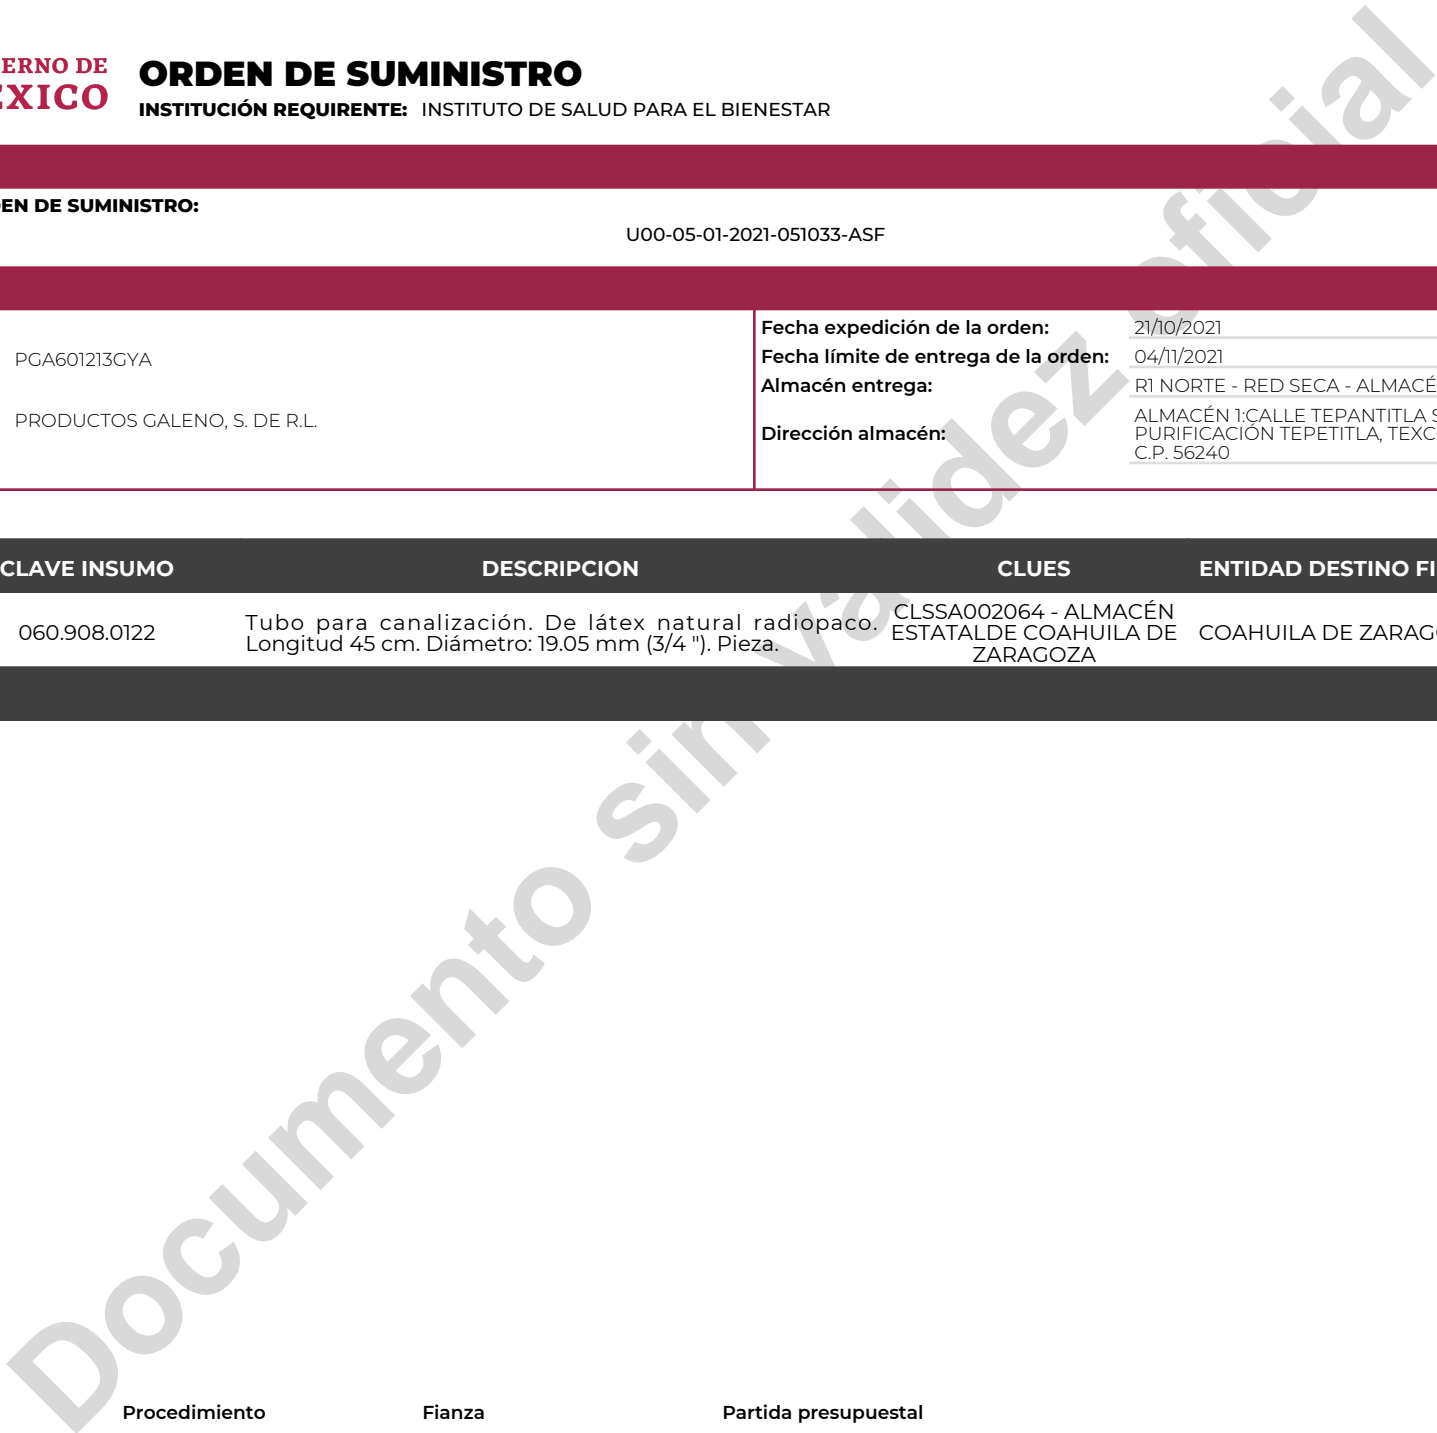 ERNO DE
EXICO
ORDEN DE SUMINISTRO
INSTITUCIÓN REQUIRENTE: INSTITUTO DE SALUD PARA EL BIENESTAR
EN DE SUMINISTRO:
U00-05-01-2021-051033-ASF
PGA601213GYA
PRODUCTOS GALENO, S. DE R.L.
Fecha expedición de la orden: 21/10/2021
Fecha límite de entrega de la orden: 04/11/2021
Almacén entrega: R1 NORTE - RED SECA - ALMACÉ
Dirección almacén: ALMACÉN 1:CALLE TEPANTITLA S
PURIFICACIÓN TEPETITLA, TEXC
C.P. 56240
CLAVE INSUMO DESCRIPCION CLUES ENTIDAD DESTINO FI
060.908.0122
Tubo para canalización. De látex natural radiopaco.
Longitud 45 cm. Diámetro: 19.05 mm (3/4 "). Pieza.
CLSSA002064 - ALMACÉN
ESTATALDE COAHUILA DE
ZARAGOZA
COAHUILA DE ZARAG
Documento sin validez oficial
Procedimiento Fianza Partida presupuestal